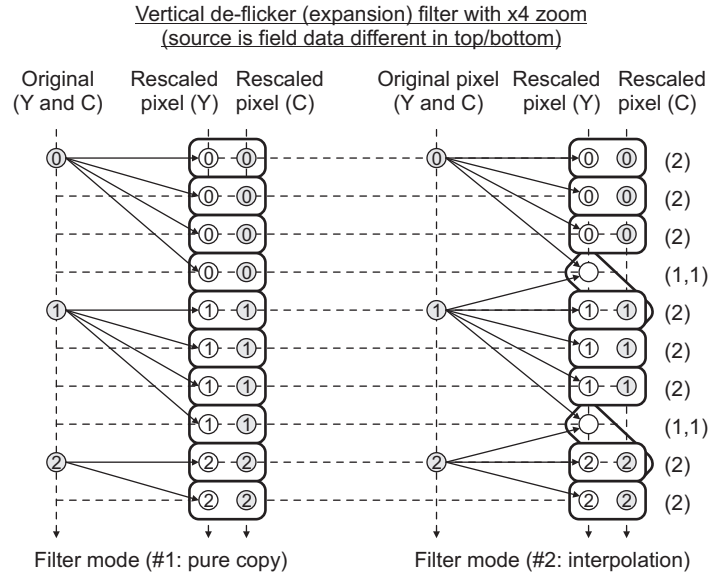 Vertical de-flicker (expansion) filter with x4 zoom
(source is field data different in top/bottom)
Original Rescaled Rescaled Original pixel Rescaled Rescaled
(Y and C) pixel (Y) pixel (C) (Y and C) pixel (Y) pixel (C)
0 0 0 0 0 0 (2)
0 0 0 0 (2)
0 0 0 0 (2)
0 0 (1,1)
1 1 1 1 1 1 (2)
1 1 1 1 (2)
1 1 1 1 (2)
1 1 (1,1)
2 2 2 2 2 2 (2)
2 2 2 2 (2)
Filter mode (#1: pure copy) Filter mode (#2: interpolation)